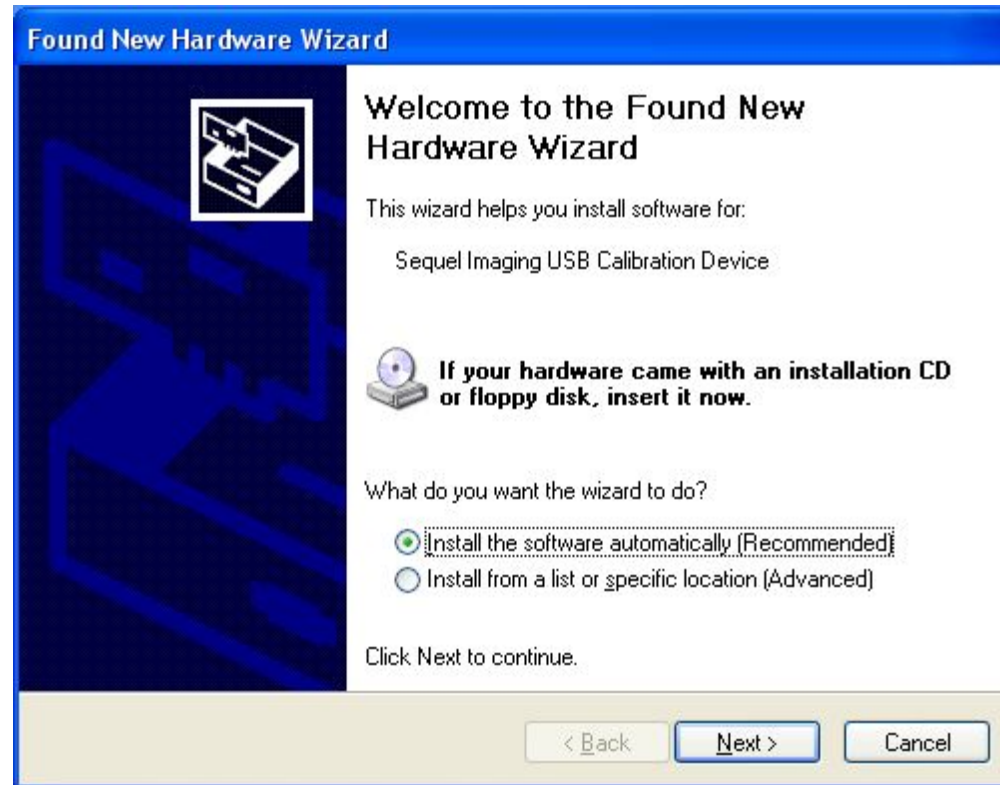 Found New Hardware Wizard
Welcome to the Found New
Hardware Wizard
This wizard helps you install software for:
Sequel Imaging USB Calibration Device
If your hardware came with an installation CD
or floppy disk, insert it now.
What do you want the wizard to do?
Install the software automatically (Recommended)
Install from a list or specific location (Advanced)
Click Next to continue.
< Back Next > Cancel